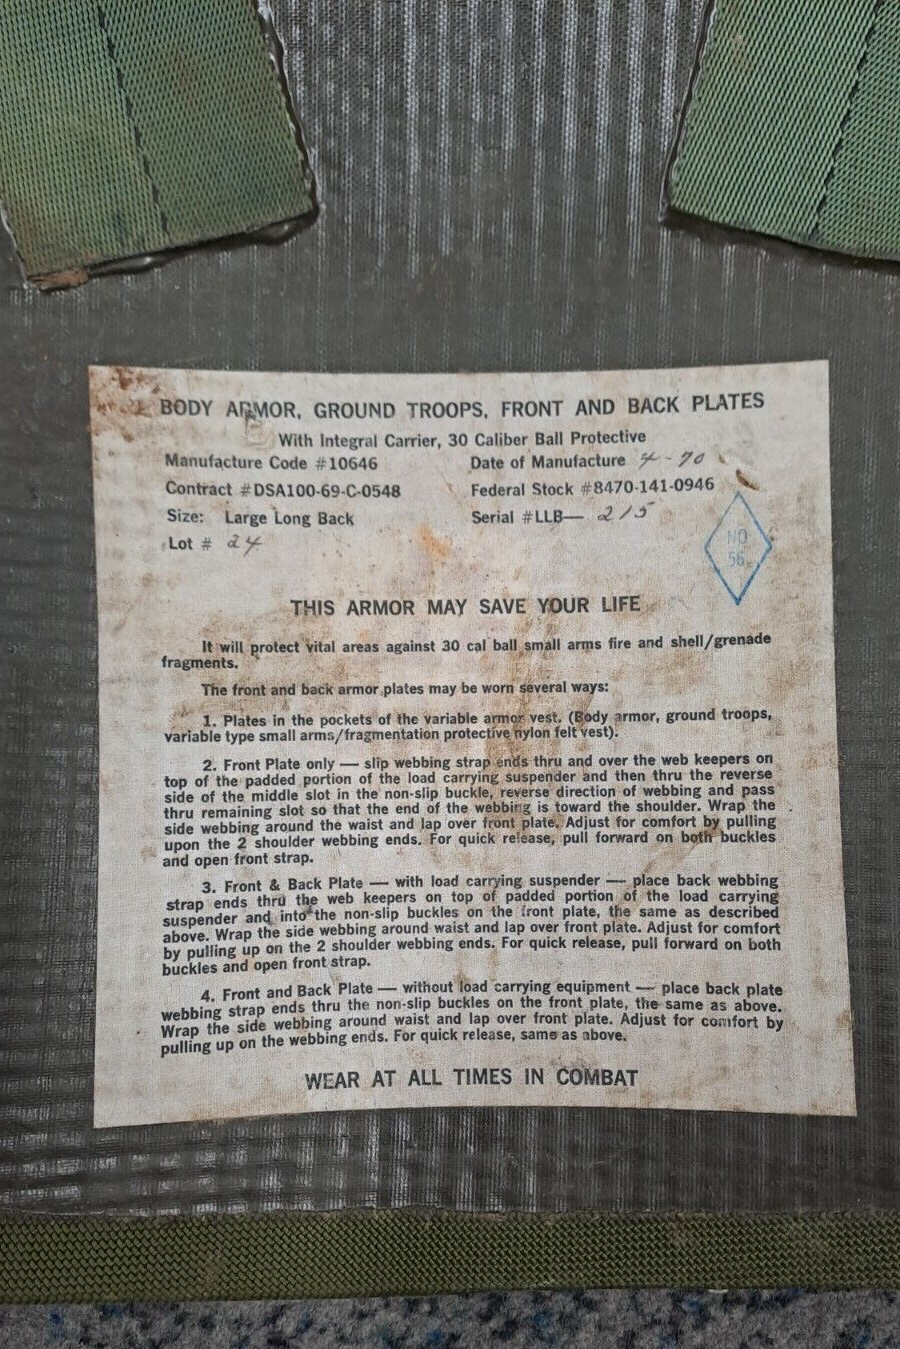 BODY ARMOR, GROUND TROOPS, FRONT AND BACK PLATES
With Integral Carrier, 30 Caliber Ball Protective
Manufacture Code #10646
Date of Manufacture 4-70
Contract #DSA100-69-C-0548
Federal Stock #8470-141-0946
Size: Large Long Back
Serial #LLB— 215
Lot # 24
NO
56
THIS ARMOR MAY SAVE YOUR LIFE
It will protect vital areas against 30 cal ball small arms fire and shell/grenade
fragments.
The front and back armor plates may be worn several ways:
1. Plates in the pockets of the variable armor vest. (Body armor, ground troops,
variable type small arms/fragmentation protective nylon felt vest).
2. Front Plate only — slip webbing strap ends thru and over the web keepers on
top of the padded portion of the load carrying suspender and then thru the reverse
side of the middle slot in the non-slip buckle, reverse direction of webbing and pass
thru remaining slot so that the end of the webbing is toward the shoulder. Wrap the
side webbing around the waist and lap over front plate. Adjust for comfort by pulling
upon the 2 shoulder webbing ends. For quick release, pull forward on both buckles
and open front strap.
3. Front & Back Plate — with load carrying suspender — place back webbing
strap ends thru the web keepers on top of padded portion of the load carrying
suspender and into the non-slip buckles on the front plate, the same as described
above. Wrap the side webbing around waist and lap over front plate. Adjust for comfort
by pulling up on the 2 shoulder webbing ends. For quick release, pull forward on both
buckles and open front strap.
4. Front and Back Plate — without load carrying equipment — place back plate
webbing strap ends thru the non-slip buckles on the front plate, the same as above.
Wrap the side webbing around waist and lap over front plate. Adjust for comfort by
pulling up on the webbing ends. For quick release, same as above.
WEAR AT ALL TIMES IN COMBAT